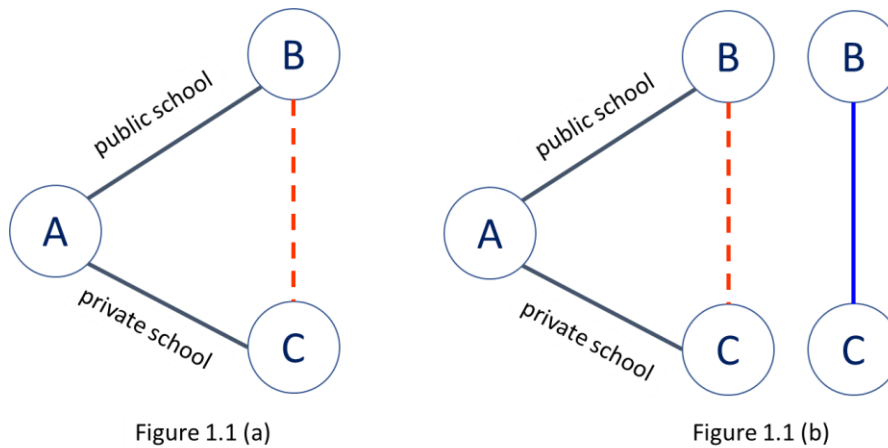 B
public school
A
private school
C
Figure 1.1 (a)
B
B
public school
A
private school
C
C
Figure 1.1 (b)